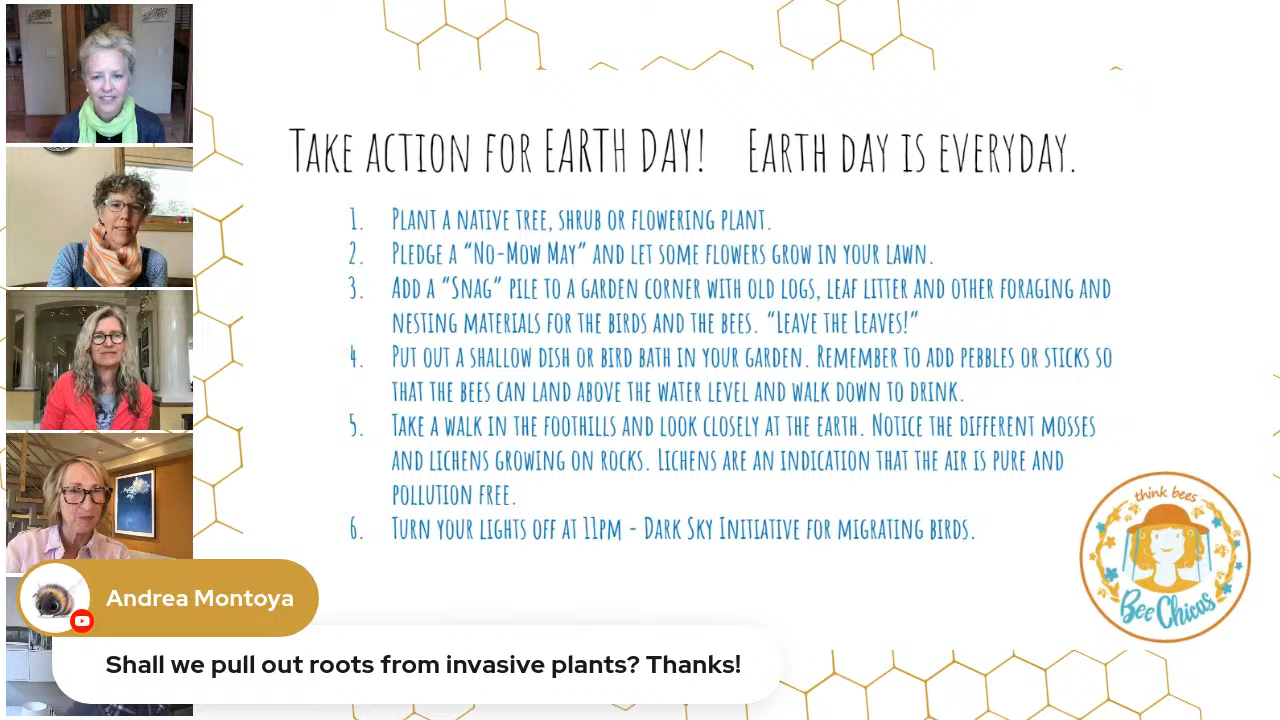 Take action for EARTH DAY! Earth day is everyday.
1. Plant a native tree, shrub or flowering plant.
2. Pledge a “No-Mow May” and let some flowers grow in your lawn.
3. Add a “Snag” pile to a garden corner with old logs, leaf litter and other foraging and
nesting materials for the birds and the bees. “Leave the Leaves!”
4. Put out a shallow dish or bird bath in your garden. Remember to add pebbles or sticks so
that the bees can land above the water level and walk down to drink.
5. Take a walk in the foothills and look closely at the earth. Notice the different mosses
and lichens growing on rocks. Lichens are an indication that the air is pure and
pollution free.
6. Turn your lights off at 11pm - Dark Sky Initiative for migrating birds.
think bees
Bee Chicas
Andrea Montoya
Shall we pull out roots from invasive plants? Thanks!